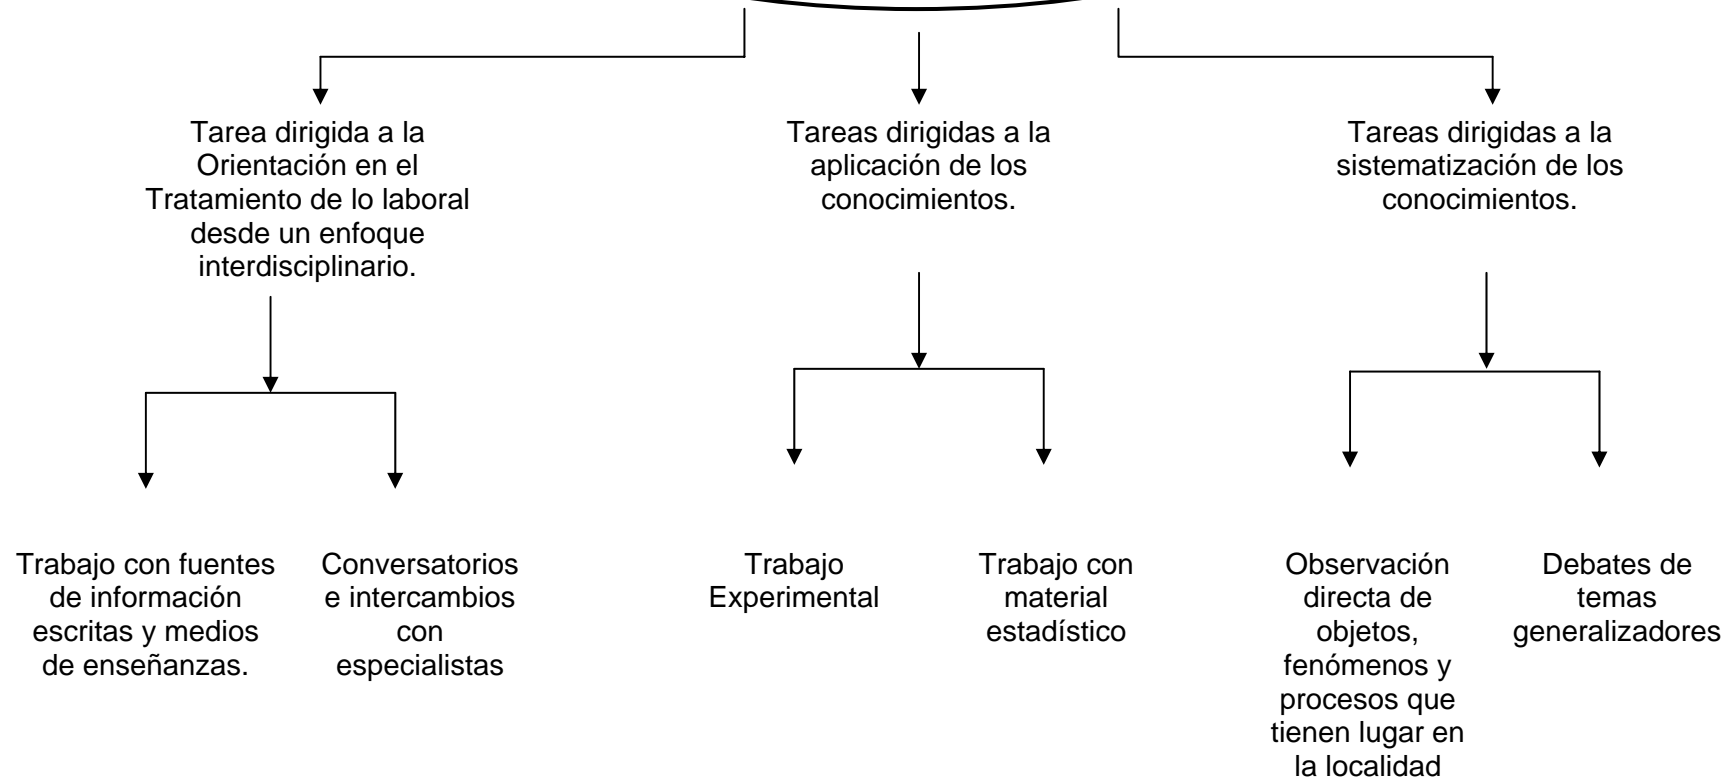 Tarea dirigida a la
Orientación en el
Tratamiento de lo laboral
desde un enfoque
interdisciplinario.
Tareas dirigidas a la
aplicación de los
conocimientos.
Tareas dirigidas a la
sistematización de los
conocimientos.
Trabajo con fuentes
de información
escritas y medios
de enseñanzas.
Conversatorios
e intercambios
con
especialistas
Trabajo
Experimental
Trabajo con
material
estadístico
Observación
directa de
objetos,
fenómenos y
procesos que
tienen lugar en
la localidad
Debates de
temas
generalizadores